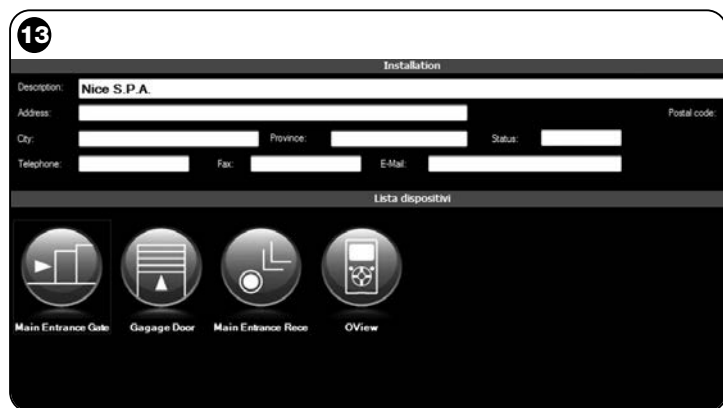 13
Installation
Description: Nice S.P.A.
Address: Postal code:
City: Province: Status:
Telephone: Fax: E-Mail:
Lista dispositivi
Main Entrance Gate Gagage Door Main Entrance Rece OView